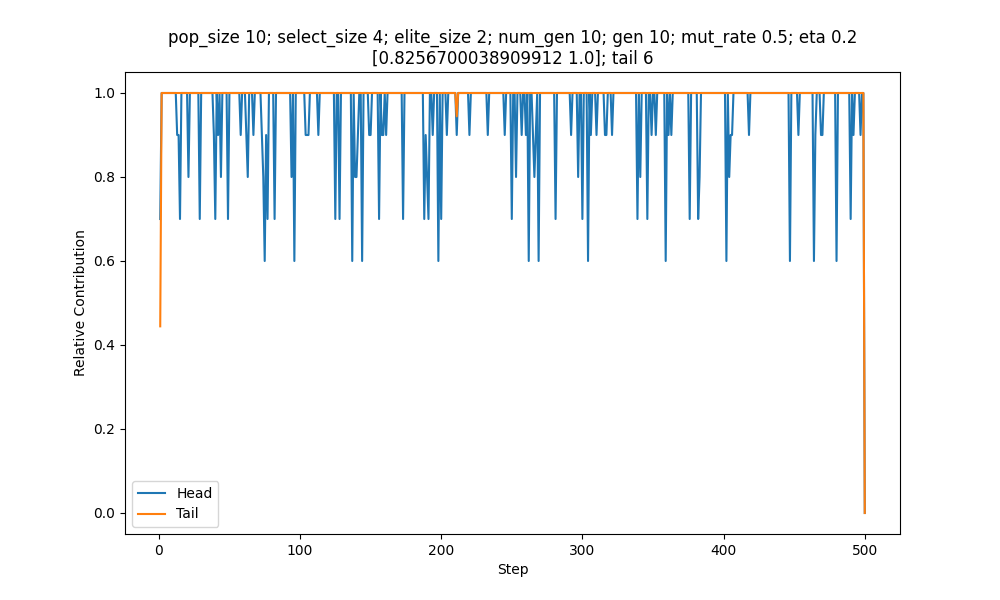 pop_size 10; select_size 4; elite_size 2; num_gen 10; gen 10; mut_rate 0.5; eta 0.2
[0.8256700038909912 1.0]; tail 6
Relative Contribution
1.0
0.8
0.6
0.4
0.2
0.0
Head
Tail
0
100
200
300
400
500
Step